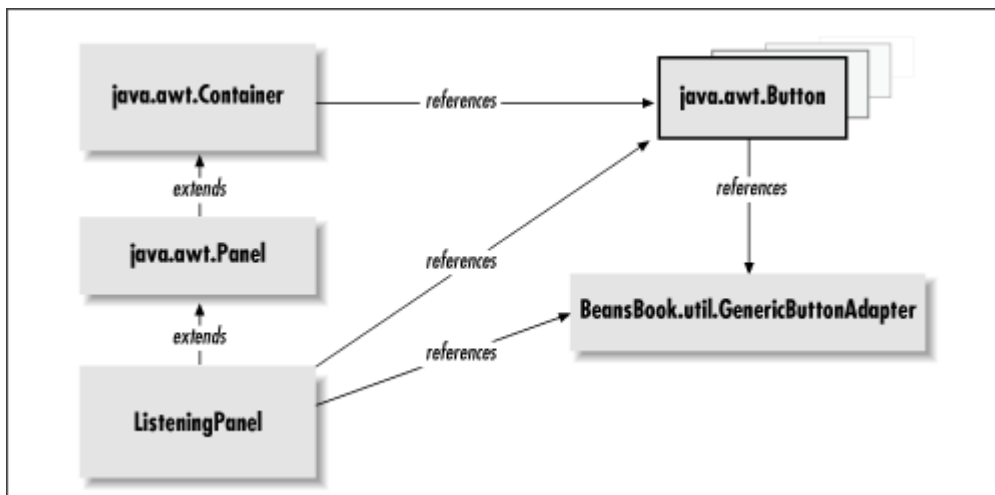 java.awt.Container
references
java.awt.Button
extends
references
java.awt.Panel
references
BeansBook.util.GenericButtonAdapter
extends
references
ListeningPanel